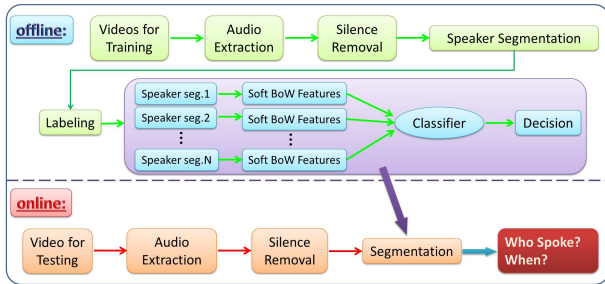 offline:
Videos for
Training
Audio
Extraction
Silence
Removal
Speaker Segmentation
Labeling
Speaker seg.1
Soft BoW Features
Speaker seg.2
Soft BoW Features
Speaker seg.N
Soft BoW Features
Classifier
Decision
online:
Video for
Testing
Audio
Extraction
Silence
Removal
Segmentation
Who Spoke?
When?